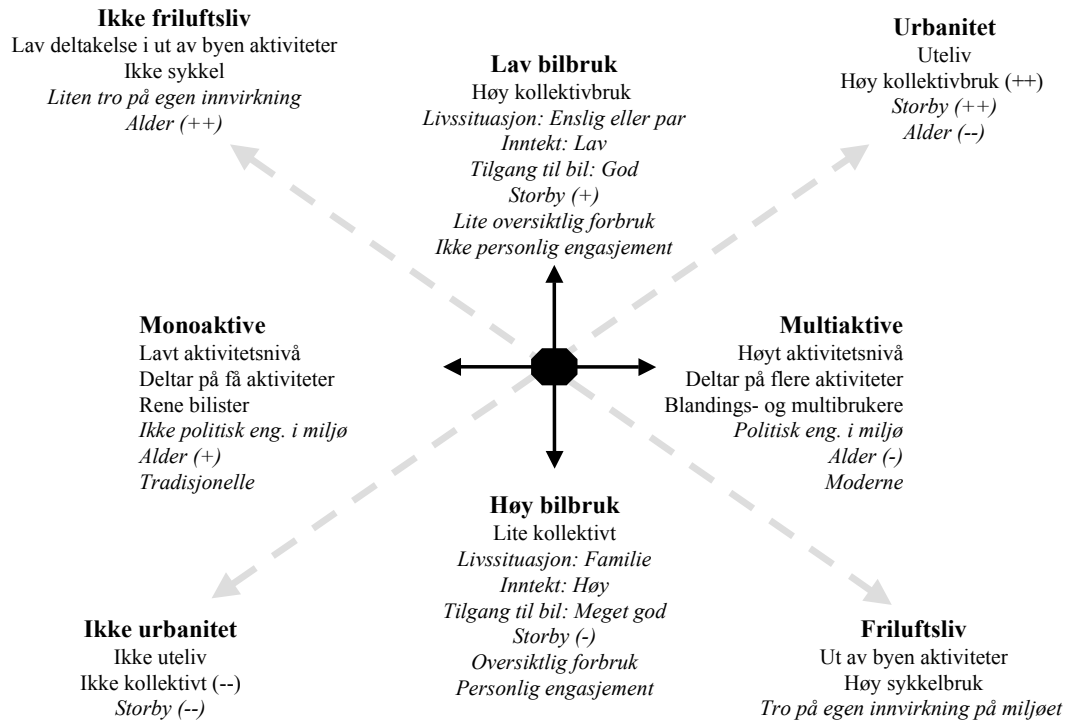 Ikke friluftsliv
Lav deltakelse i ut av byen aktiviteter
Ikke sykkel
Liten tro på egen innvirkning
Alder (++)
Lav bilbruk
Høy kollektivbruk
Livssituasjon: Enslig eller par
Inntekt: Lav
Tilgang til bil: God
Storby (+)
Lite oversiktlig forbruk
Ikke personlig engasjement
Urbanitet
Uteliv
Høy kollektivbruk (++)
Storby (++)
Alder (--)
Monoaktive
Lavt aktivitetsnivå
Deltar på få aktiviteter
Rene bilister
Ikke politisk eng. i miljø
Alder (+)
Tradisjonelle
Multiaktive
Høyt aktivitetsnivå
Deltar på flere aktiviteter
Blandings- og multibrukere
Politisk eng. i miljø
Alder (-)
Moderne
Ikke urbanitet
Ikke uteliv
Ikke kollektivt (--)
Storby (--)
Høy bilbruk
Lite kollektivt
Livssituasjon: Familie
Inntekt: Høy
Tilgang til bil: Meget god
Storby (-)
Oversiktlig forbruk
Personlig engasjement
Friluftsliv
Ut av byen aktiviteter
Høy sykkelbruk
Tro på egen innvirkning på miljøet